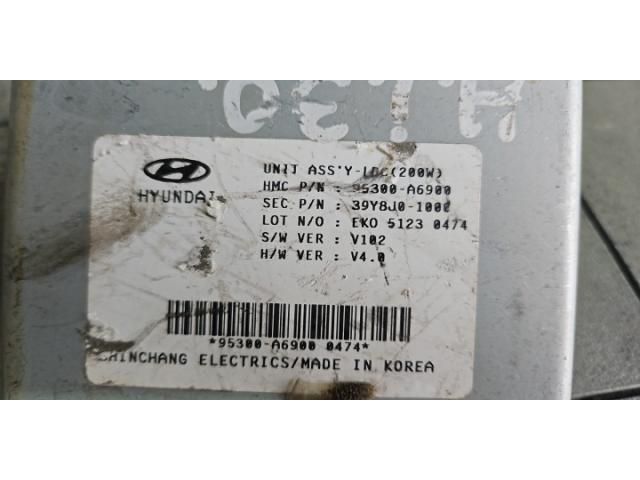 HYUNDAI
UNIT ASS'Y-LDC(200W)
HMC P/N : 95300-A6900
SEC P/N : 39Y8J0-1000
LOT N/O : EKO 5123 0474
S/W VER : V102
H/W VER : V4.0
*95300-A6900 0474*
SHINCHANG ELECTRICS/MADE IN KOREA